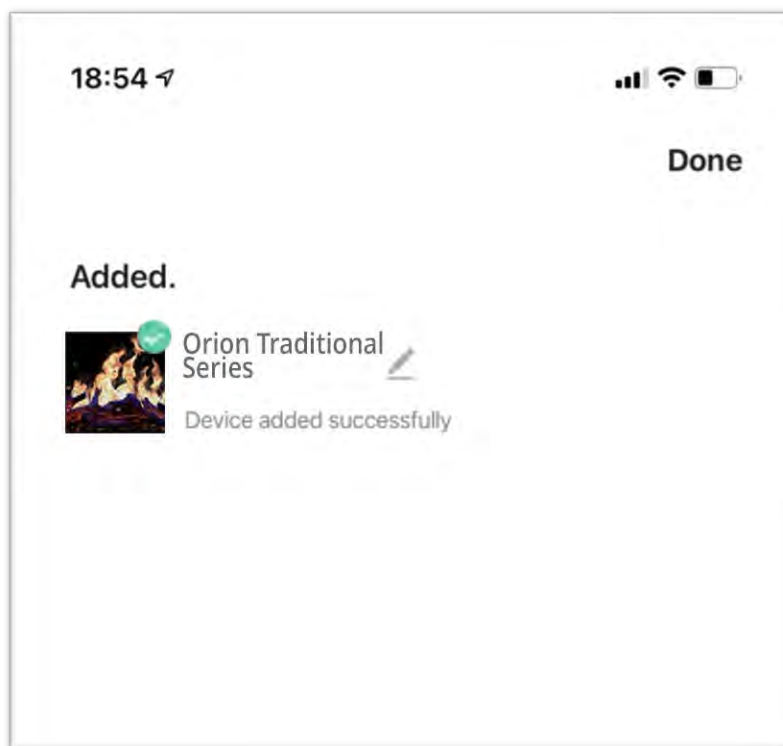 18:54
Done
Added.
Orion Traditional
Series
Device added successfully